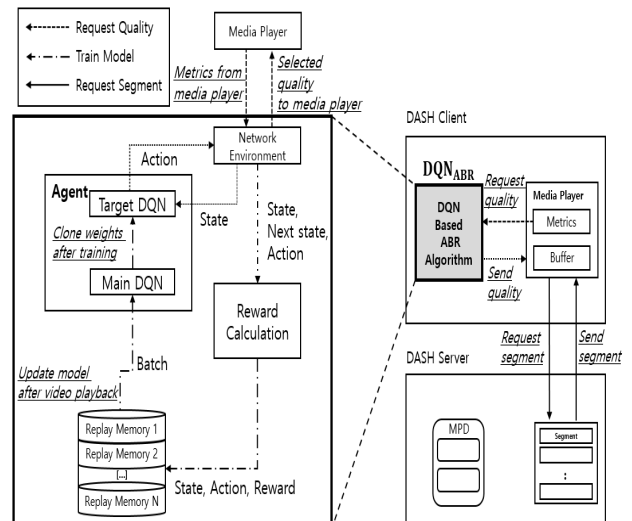 Request Quality
Train Model
Request Segment
Media Player
Metrics from
media player
Selected
quality
to media player
Network
Environment
Action
Agent
Target DQN
State
Clone weights
after training
Main DQN
State,
Next state,
Action
Reward
Calculation
Update model
after video playback
Batch
Replay Memory 1
Replay Memory 2
[...]
Replay Memory N
State, Action, Reward
DASH Client
DQN_ABR
DQN
Based
ABR
Algorithm
Request
quality
Send
quality
Media Player
Metrics
Buffer
Request
segment
Send
segment
DASH Server
MPD
Segment
: